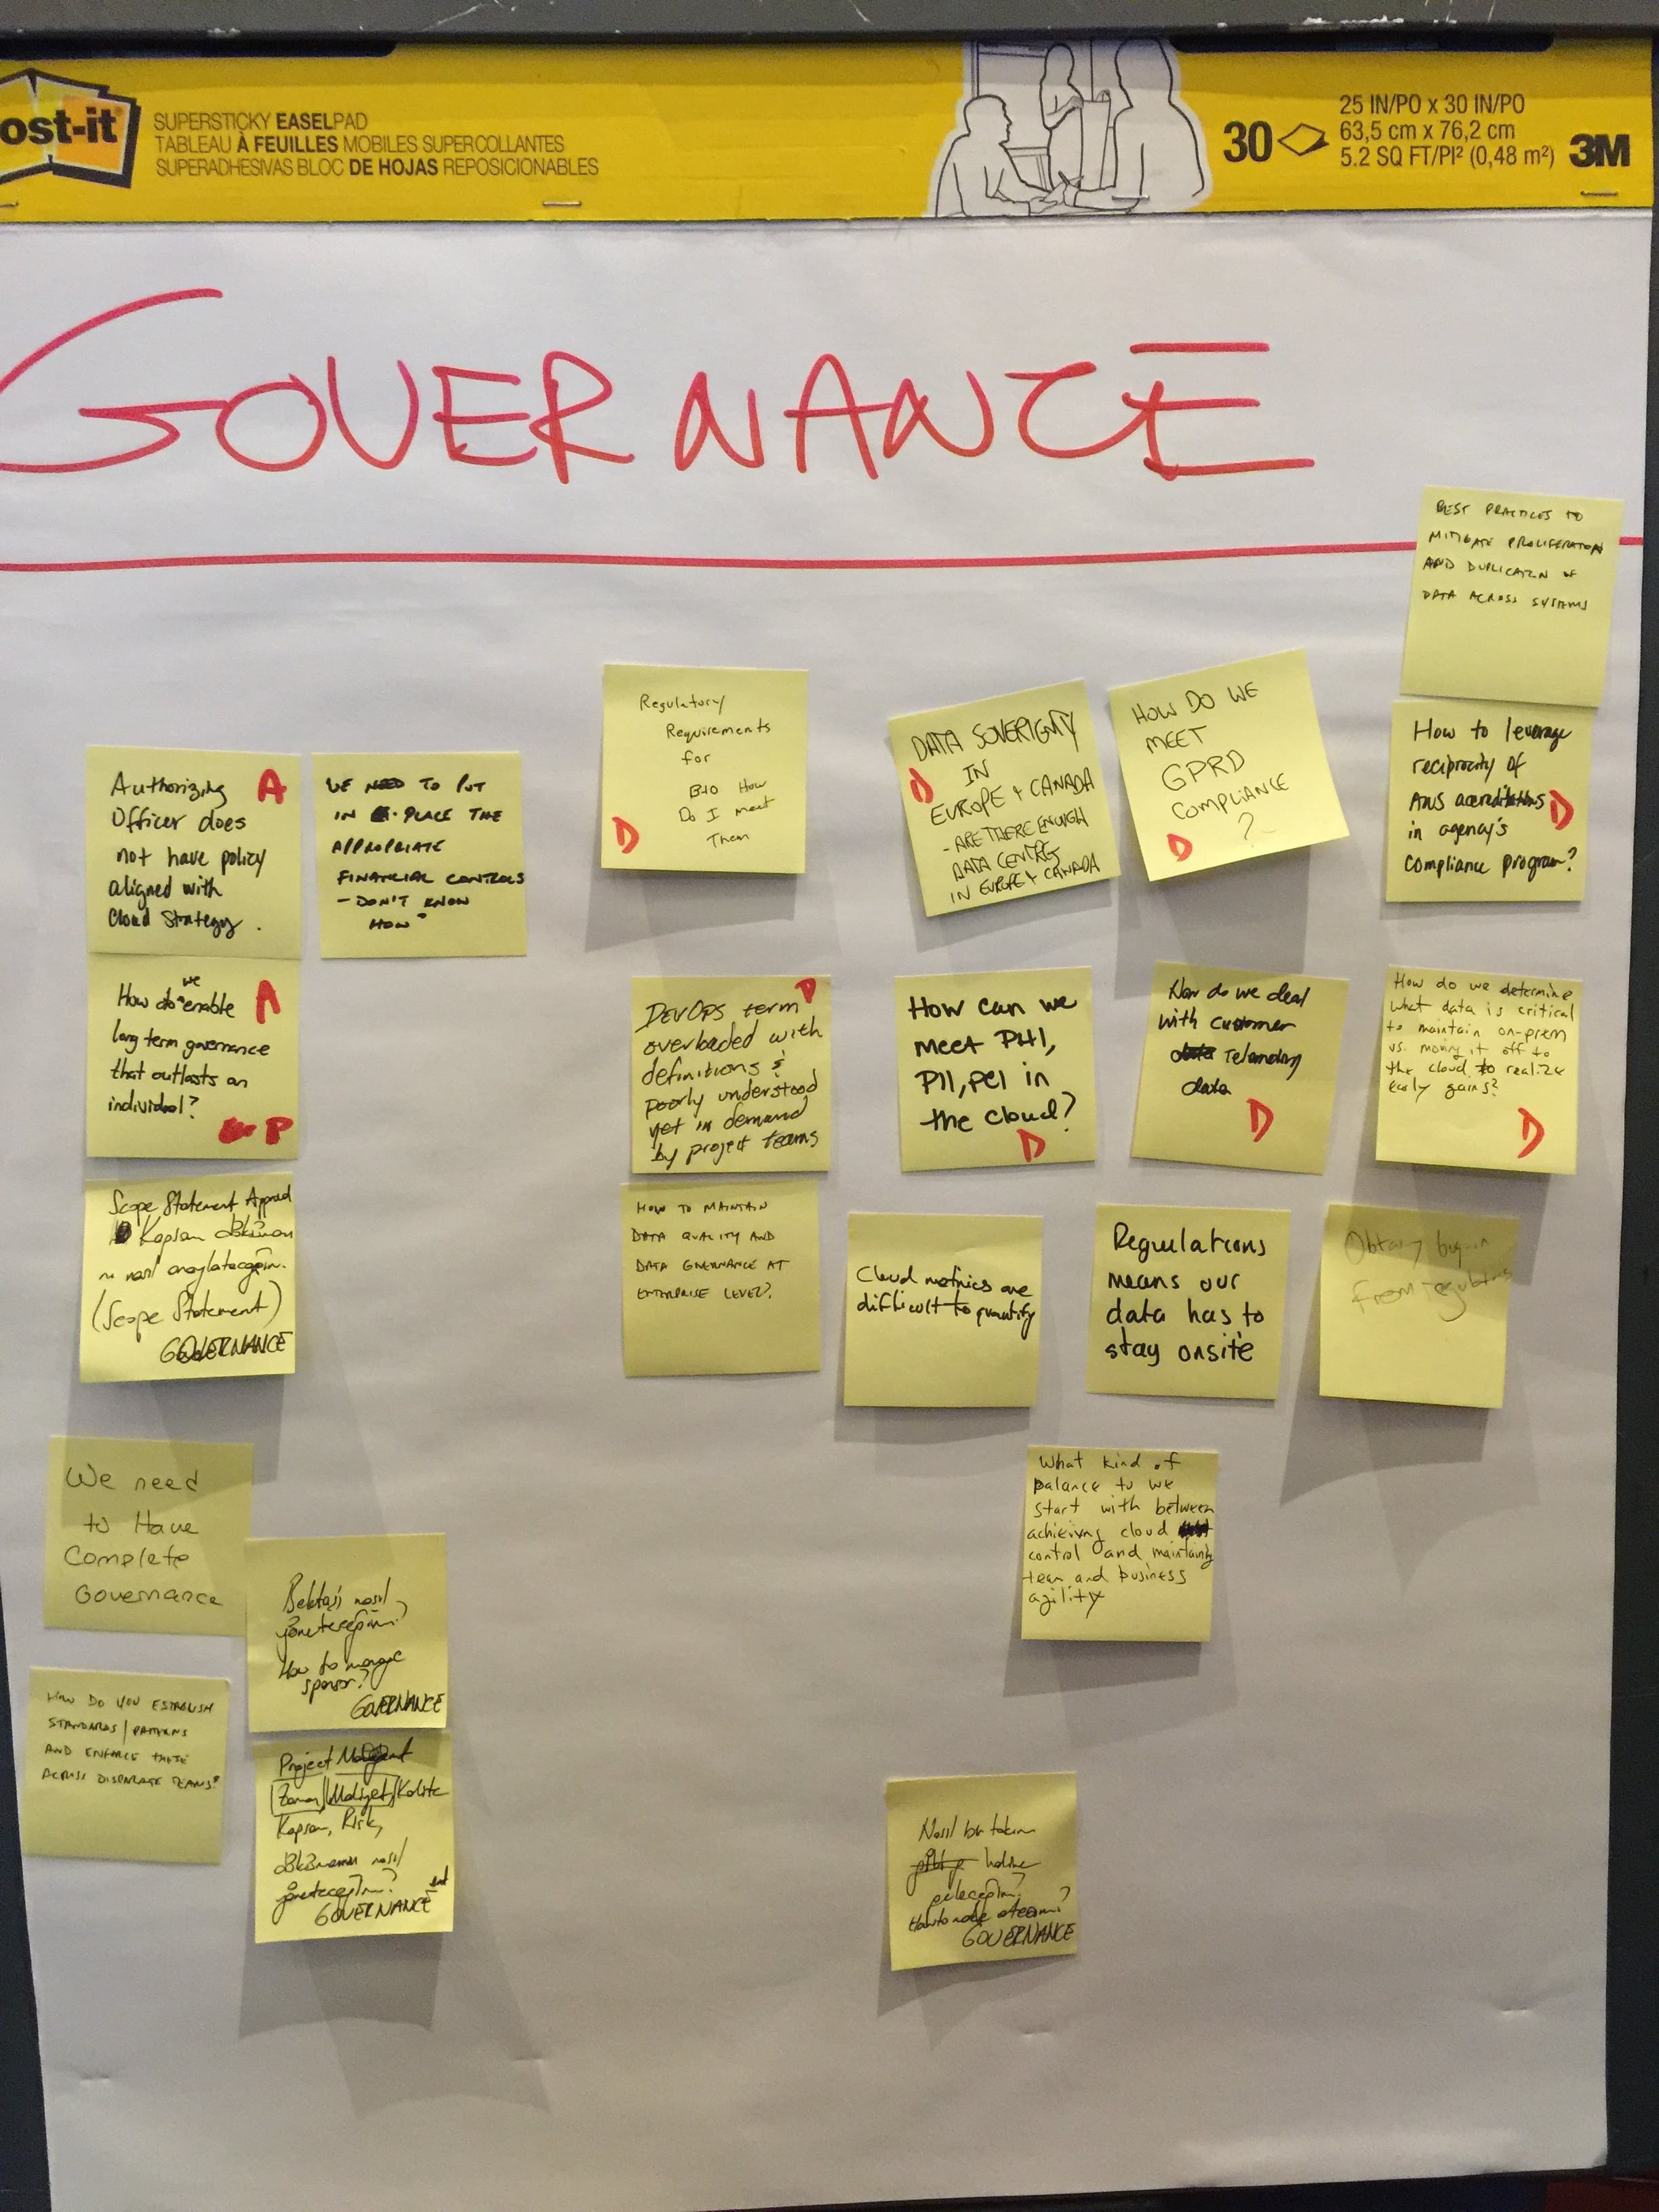 ost-it
SUPERSTICKY EASELPAD
TABLEAU À FEUILLES MOBILES SUPERCOLLANTES
SUPERADHESIVAS BLOC DE HOJAS REPOSICIONABLES
30
25 IN/PO x 30 IN/PO
63,5 cm x 76,2 cm
5.2 SQ FT/PI² (0,48 m²)
3M
GOVERNANCE
BEST PRACTICES TO
MITIGATE PROLIFERATION
AND DUPLICATION OF
DATA ACROSS SYSTEMS
Authorizing A
Officer does
not have policy
aligned with
Cloud Strategy.
WE NEED TO PUT
IN PLACE THE
APPROPRIATE
FINANCIAL CONTROLS
- DON'T KNOW
HOW"
Regulatory
Requirements
for
Bio How
Do I meet
Them
D
DATA SOVERIGNTY
D IN
EUROPE + CANADA
- ARE THERE ENOUGH
DATA CENTRES
IN EUROPE + CANADA
HOW DO WE
MEET
GPRD
COMPLIANCE
?
D
How to leverage
reciprocity of
AWS accreditations D
in agency's
compliance program?
we
How do enable A
long term governance
that outlasts an
individual?
P
DevOps term D
overloaded with
definitions &
poorly understood
yet in demand
by project teams
How can we
meet PHI,
PII, PCI in
the cloud?
D
How do we deal
with customer
data
D
How do we determine
what data is critical
to maintain on-prem
vs. moving it off to
the cloud to realize
early gains?
D
Scope Statement
Kapsam dökümanı
nı nasıl onaylatacağım.
(Scope Statement)
GOVERNANCE
HOW TO MAINTAIN
DATA QUALITY AND
DATA GOVERNANCE AT
ENTERPRISE LEVEL?
Cloud metrics are
difficult to quantify
Regulations
means our
data has to
stay onsite
Obtain buy-in
from regulators
We need
to Have
Complete
Governance
What kind of
balance to we
start with between
achieving cloud
control and maintaining
team and business
agility
nasıl
yöneteceğim?
How to manage
sponsor?
GOVERNANCE
HOW DO YOU ESTABLISH
STANDARDS/PATTERNS
AND ENFORCE THESE
ACROSS DISPARATE TEAMS?
Project
Zaman/Maliyet/Kalite
Kapsam, Risk,
dökümanını nasıl
yöneteceğim?
GOVERNANCE
Nasıl bir takım
haline
geleceğim?
How to make a team?
GOVERNANCE